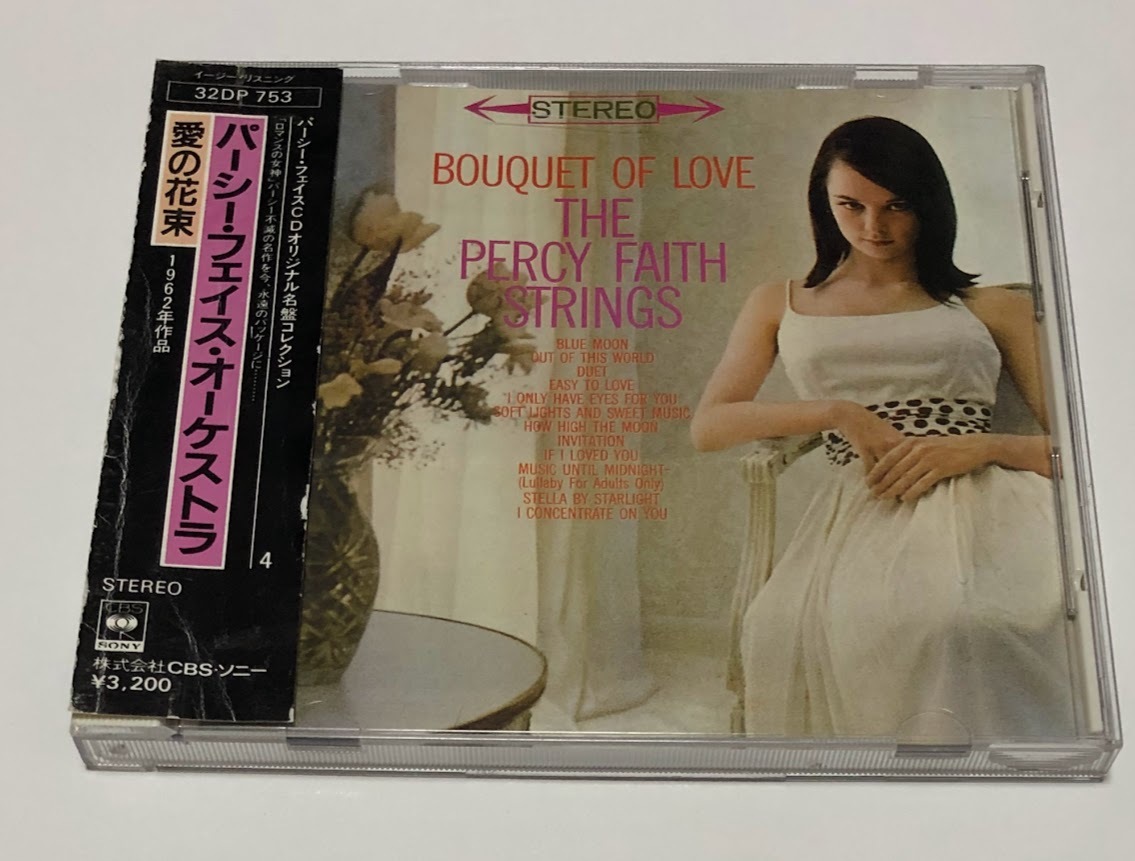 イージー・リスニング
32DP 753
パーシー・フェイスCDオリジナル名盤コレクション
「ロマンスの女神」パーシー不滅の名作を今、永遠のパッケージに………
4
パーシー・フェイス・オーケストラ
愛の花束
1962年作品
STEREO
CBS
SONY
株式会社CBS・ソニー
¥3,200
STEREO
BOUQUET OF LOVE
THE
PERCY FAITH
STRINGS
BLUE MOON
OUT OF THIS WORLD
DUET
EASY TO LOVE
"I ONLY HAVE EYES FOR YOU
SOFT LIGHTS AND SWEET MUSIC
HOW HIGH THE MOON
INVITATION
IF I LOVED YOU
MUSIC UNTIL MIDNIGHT-
(Lullaby For Adults Only)
STELLA BY STARLIGHT
I CONCENTRATE ON YOU